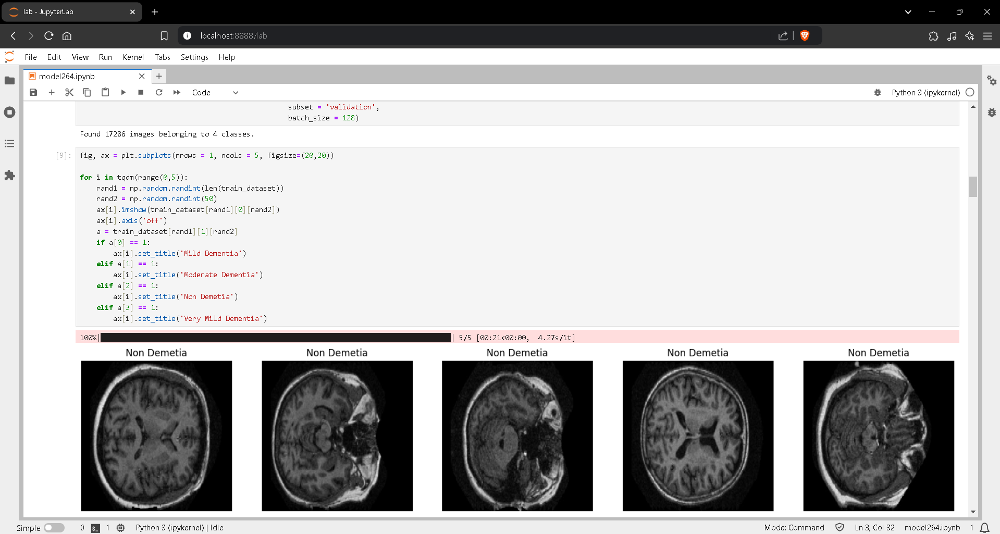 lab - JupyterLab
localhost:8888/lab
File Edit View Run Kernel Tabs Settings Help
model264.ipynb
Code
Python 3 (ipykernel)
subset = 'validation',
batch_size = 128)
Found 17286 images belonging to 4 classes.
[9]: fig, ax = plt.subplots(nrows = 1, ncols = 5, figsize=(20,20))
for i in tqdm(range(0,5)):
    rand1 = np.random.randint(len(train_dataset))
    rand2 = np.random.randint(50)
    ax[i].imshow(train_dataset[rand1][0][rand2])
    ax[i].axis('off')
    a = train_dataset[rand1][1][rand2]
    if a[0] == 1:
        ax[i].set_title('Mild Dementia')
    elif a[1] == 1:
        ax[i].set_title('Moderate Dementia')
    elif a[2] == 1:
        ax[i].set_title('Non Demetia')
    elif a[3] == 1:
        ax[i].set_title('Very Mild Dementia')
100%| | 5/5 [00:21<00:00, 4.27s/it]
Non Demetia Non Demetia Non Demetia Non Demetia Non Demetia
Simple 0 $_ 1 Python 3 (ipykernel) | Idle Mode: Command Ln 3, Col 32 model264.ipynb 1